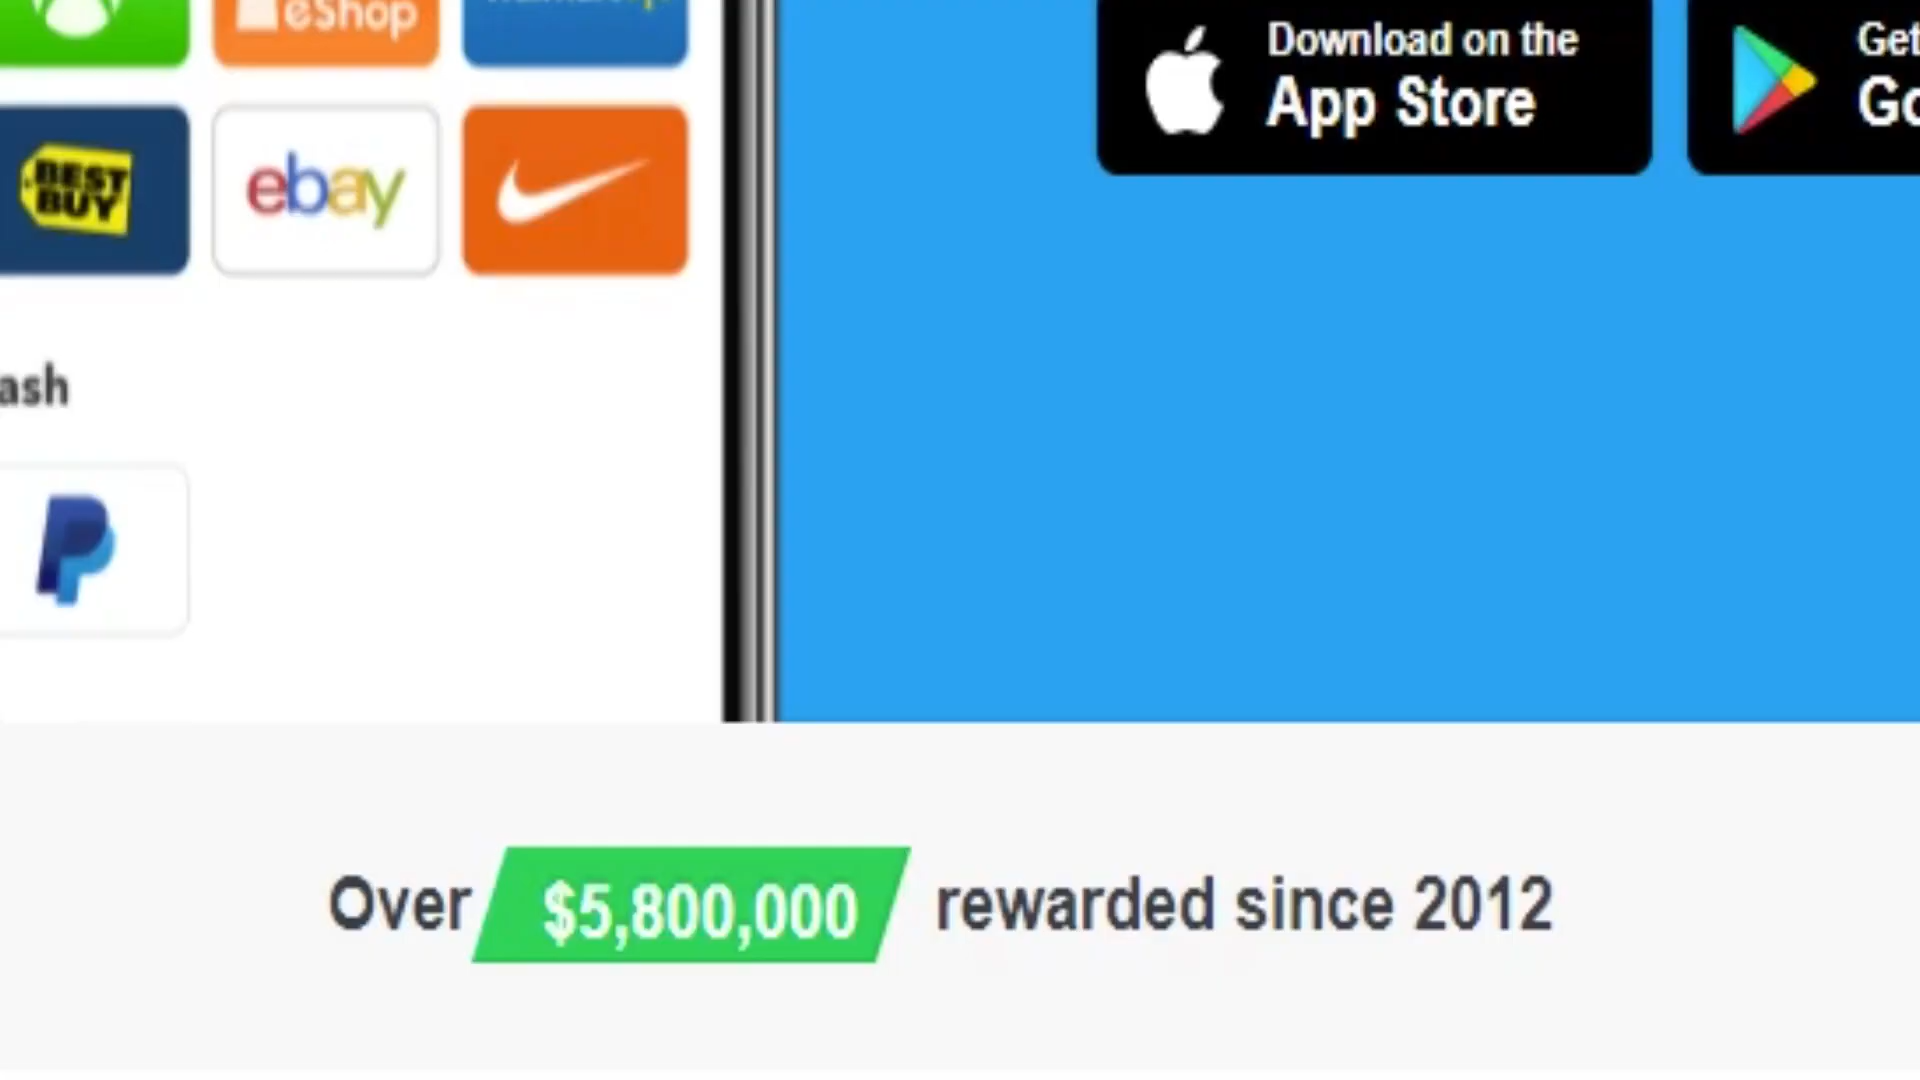 eShop
Download on the
App Store
Get
BEST
BUY
ebay
ash
Over $5,800,000 rewarded since 2012